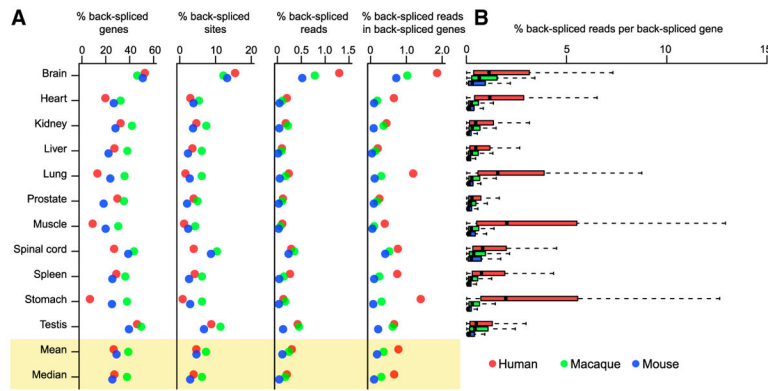 A
% back-spliced genes
% back-spliced sites
% back-spliced reads
% back-spliced reads in back-spliced genes
0 20 40 60
0 10 20
0 0.5 1.0 1.5
0 0.5 1.0 1.5
Brain
Heart
Kidney
Liver
Lung
Prostate
Muscle
Spinal cord
Spleen
Stomach
Testis
Mean
Median
B
% back-spliced reads per back-spliced gene
0 5 10 15
Human Macaque Mouse